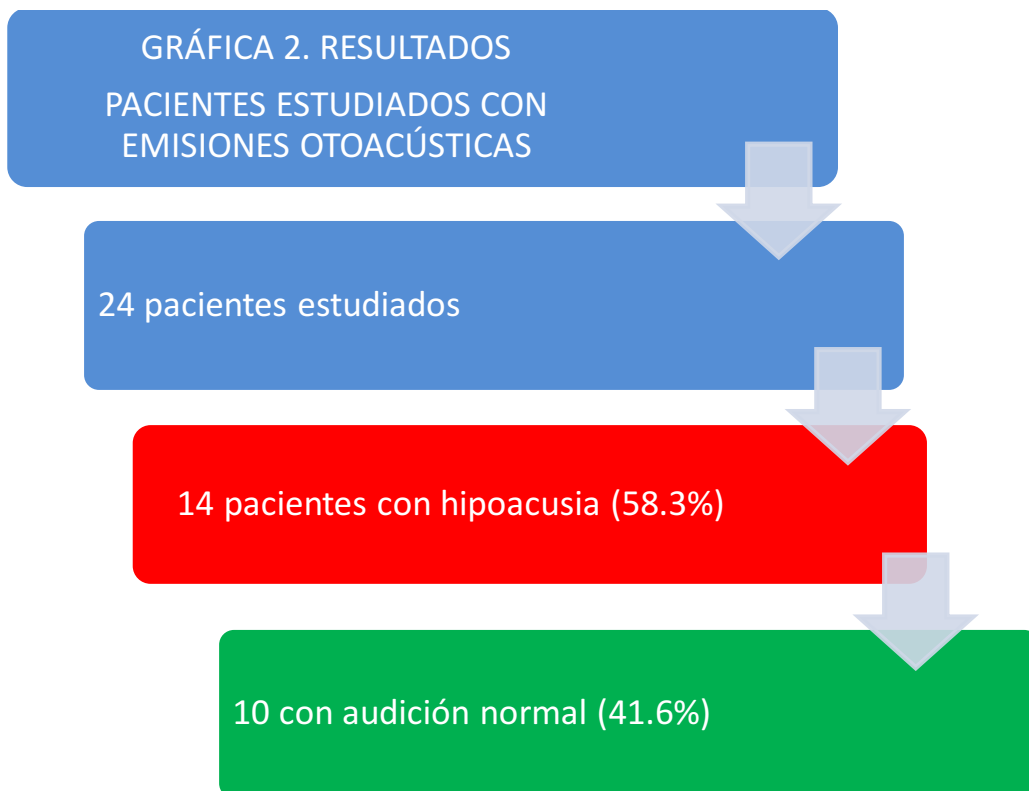 GRÁFICA 2. RESULTADOS
PACIENTES ESTUDIADOS CON
EMISIONES OTOACÚSTICAS
24 pacientes estudiados
14 pacientes con hipoacusia (58.3%)
10 con audición normal (41.6%)